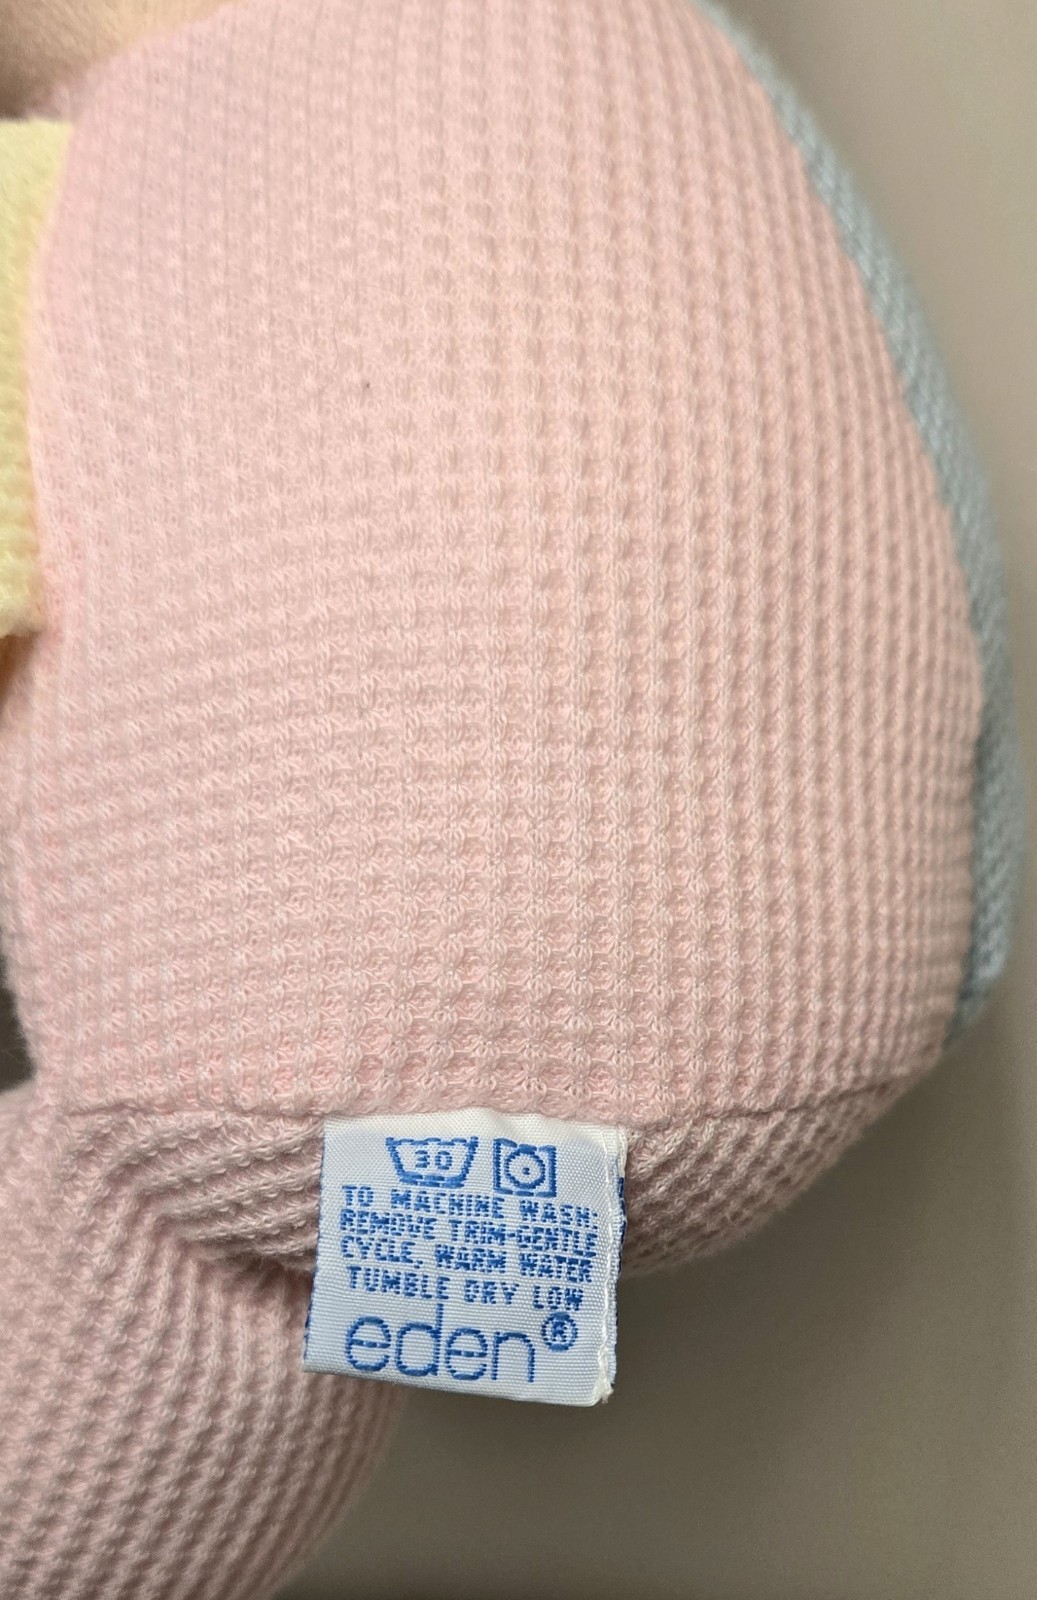 30
TO MACHINE WASH:
REMOVE TRIM-GENTLE
CYCLE, WARM WATER
TUMBLE DRY LOW
eden®